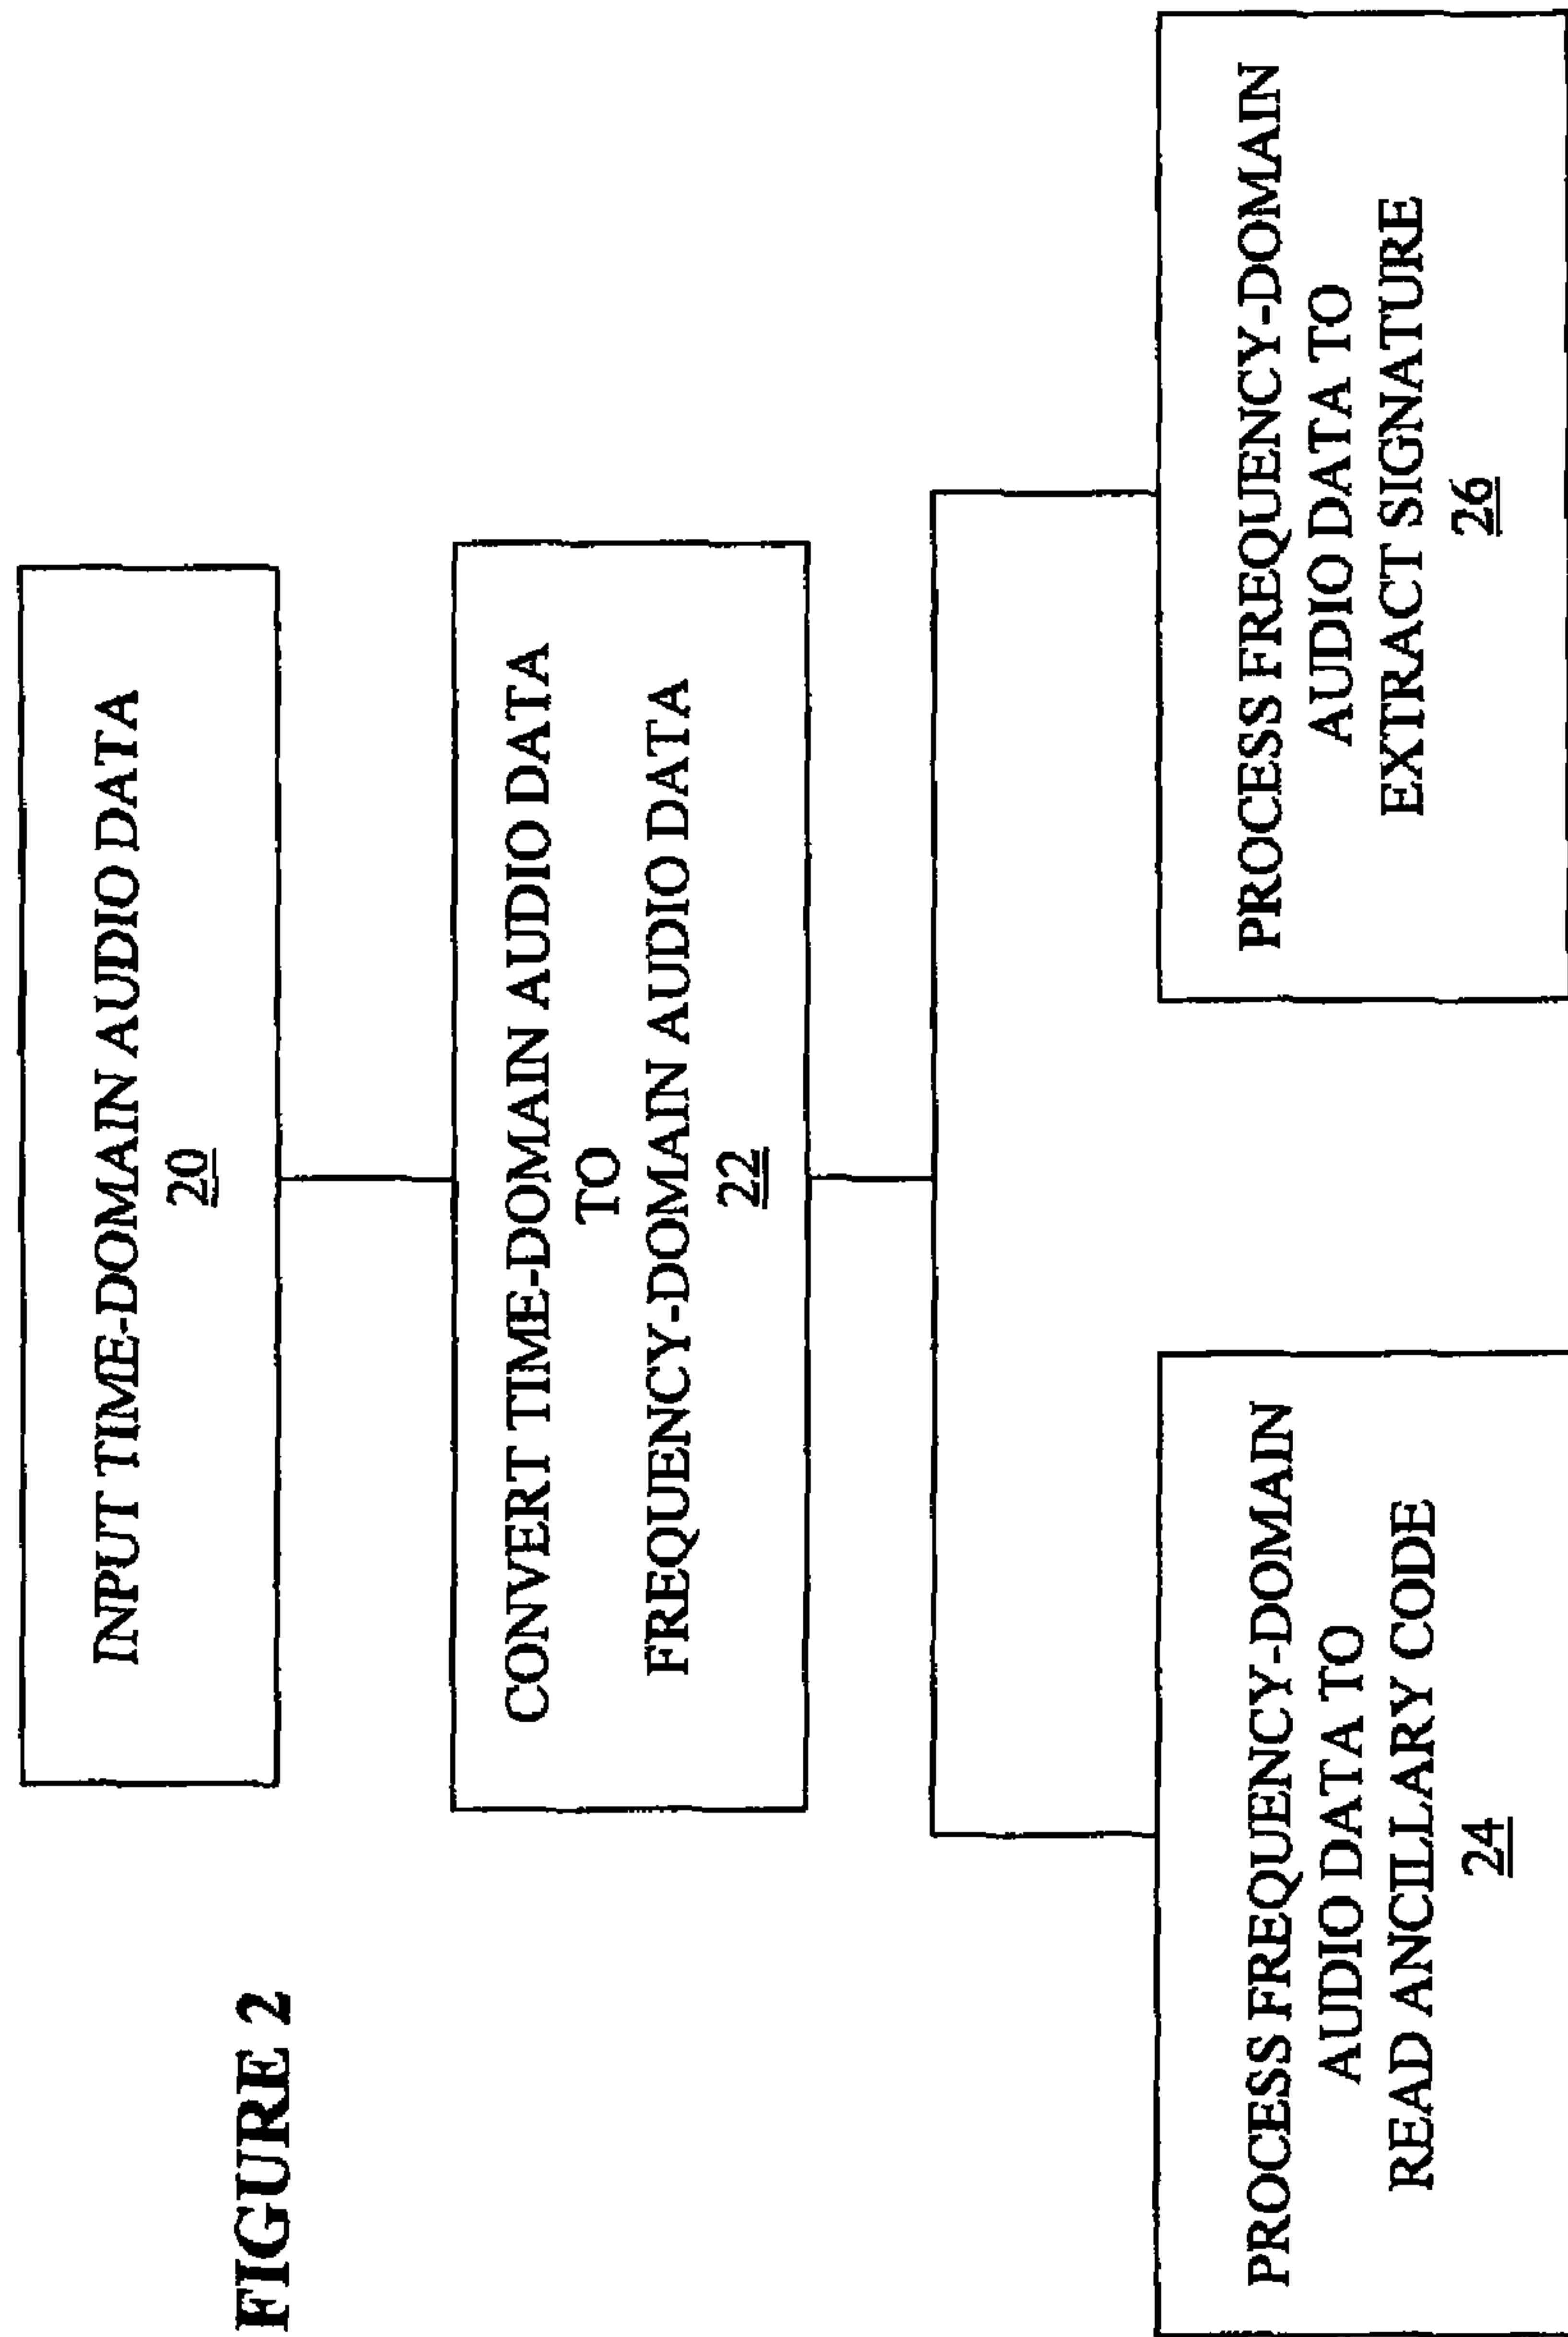 FIGURE 2
INPUT TIME-DOMAIN AUDIO DATA
20
CONVERT TIME-DOMAIN AUDIO DATA
TO
FREQUENCY-DOMAIN AUDIO DATA
22
PROCESS FREQUENCY-DOMAIN
AUDIO DATA TO
READ ANCILLARY CODE
24
PROCESS FREQUENCY-DOMAIN
AUDIO DATA TO
EXTRACT SIGNATURE
26